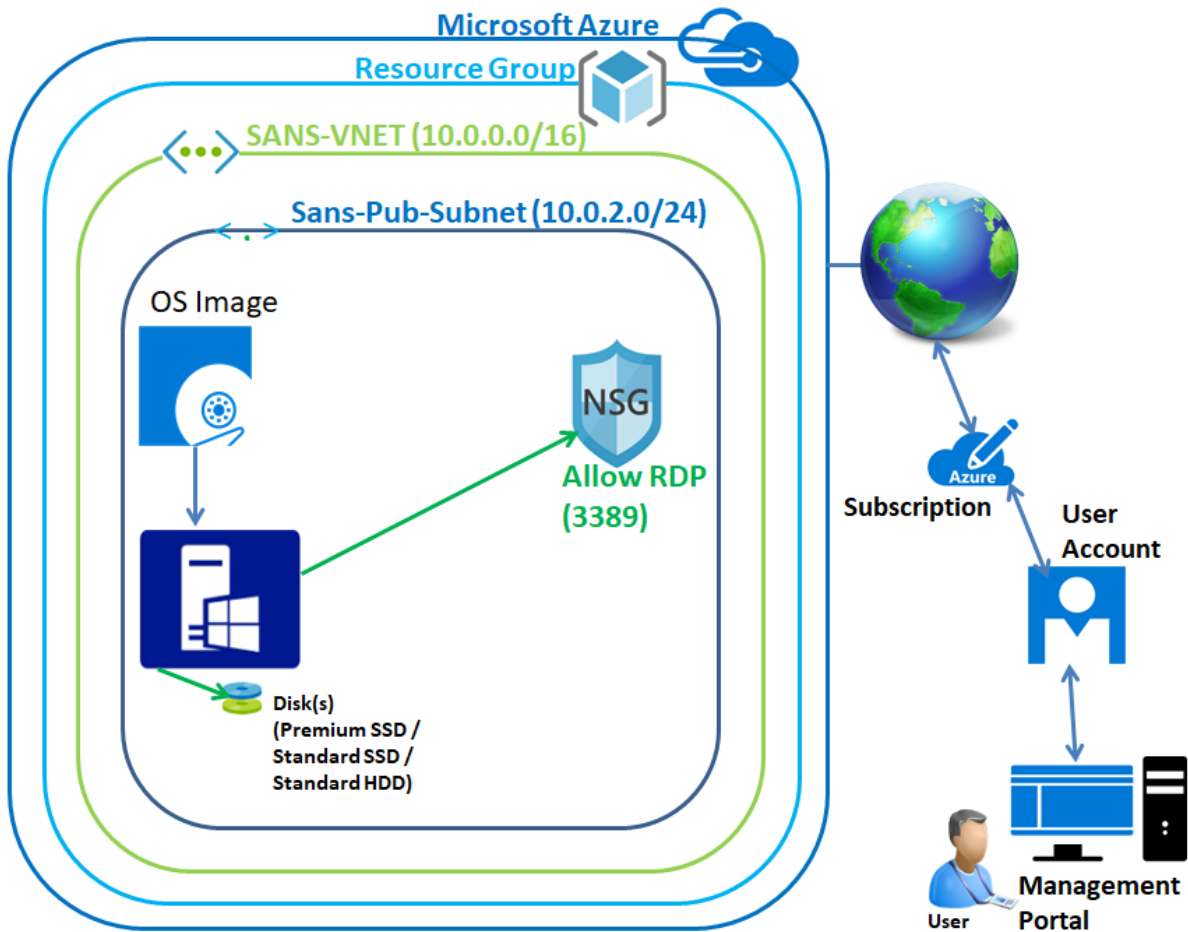 Microsoft Azure
Resource Group
SANS-VNET (10.0.0.0/16)
Sans-Pub-Subnet (10.0.2.0/24)
OS Image
NSG
Allow RDP
(3389)
Disk(s)
(Premium SSD /
Standard SSD /
Standard HDD)
Azure
Subscription
User
Account
Management
Portal
User